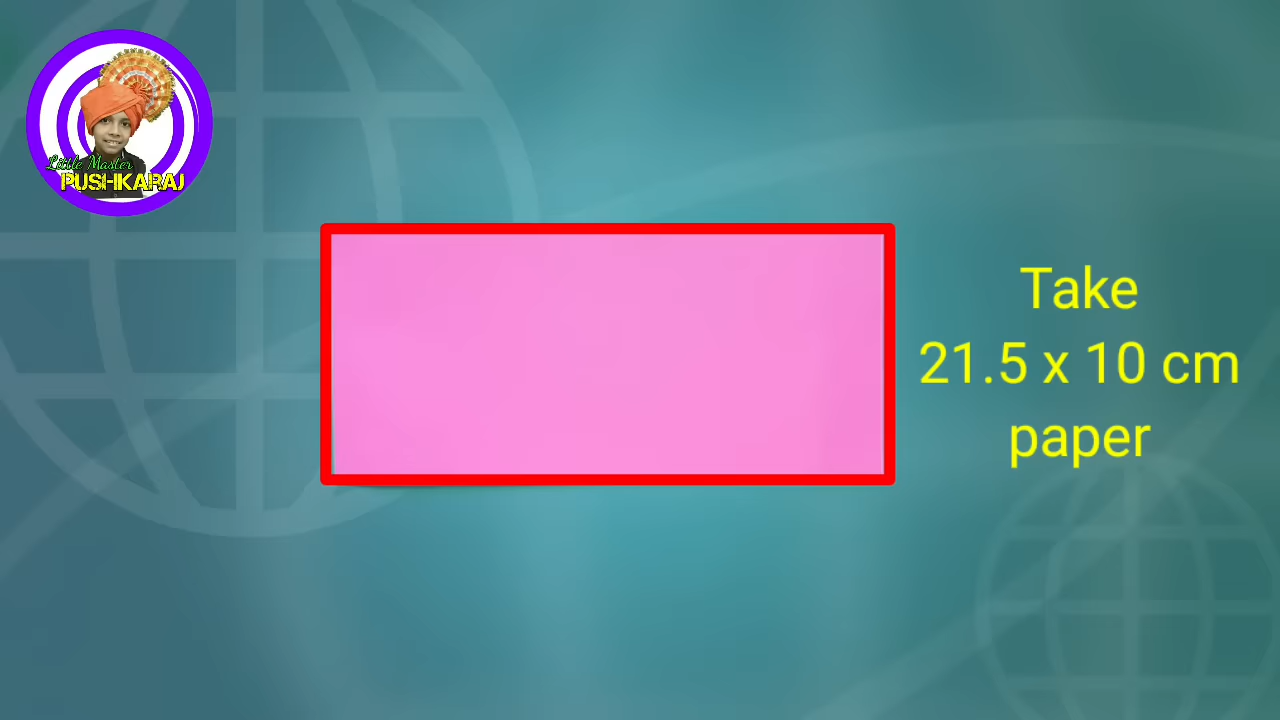 Little Master
PUSHKARAJ
Take
21.5 x 10 cm
paper